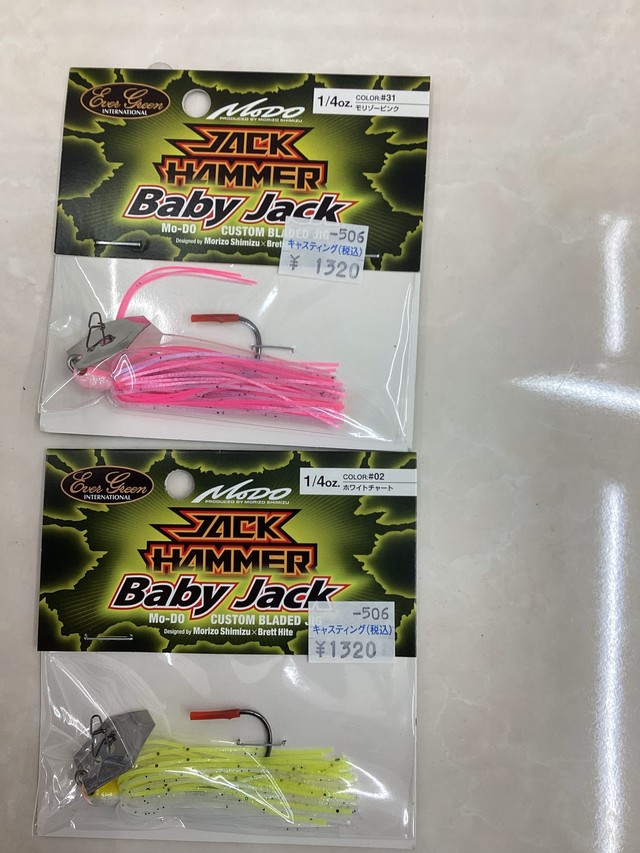 Ever Green
INTERNATIONAL
MODO
PRODUCED BY MORIZO SHIMIZU
1/4oz.
COLOR:#31
モリゾーピンク
JACK
HAMMER
Baby Jack
Mo-DO CUSTOM BLADED JIG
Designed by Morizo Shimizu×Brett
-506
キャスティング(税込)
¥ 1320
Ever Green
INTERNATIONAL
MODO
PRODUCED BY MORIZO SHIMIZU
1/4oz.
COLOR:#02
ホワイトチャート
JACK
HAMMER
Baby Jack
Mo-DO CUSTOM BLADED JIG
Designed by Morizo Shimizu×Brett Hite
-506
キャスティング(税込)
¥1320